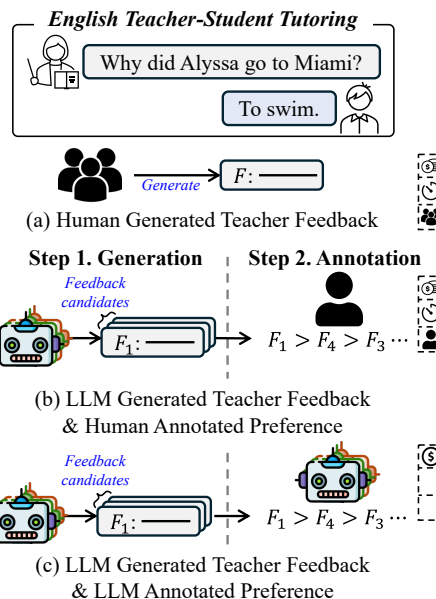 English Teacher-Student Tutoring
Why did Alyssa go to Miami?
To swim.
Generate
F:
(a) Human Generated Teacher Feedback
Step 1. Generation
Step 2. Annotation
Feedback
candidates
F₁:
F₁ > F₄ > F₃ ⋯
(b) LLM Generated Teacher Feedback
& Human Annotated Preference
Feedback
candidates
F₁:
F₁ > F₄ > F₃ ⋯
(c) LLM Generated Teacher Feedback
& LLM Annotated Preference